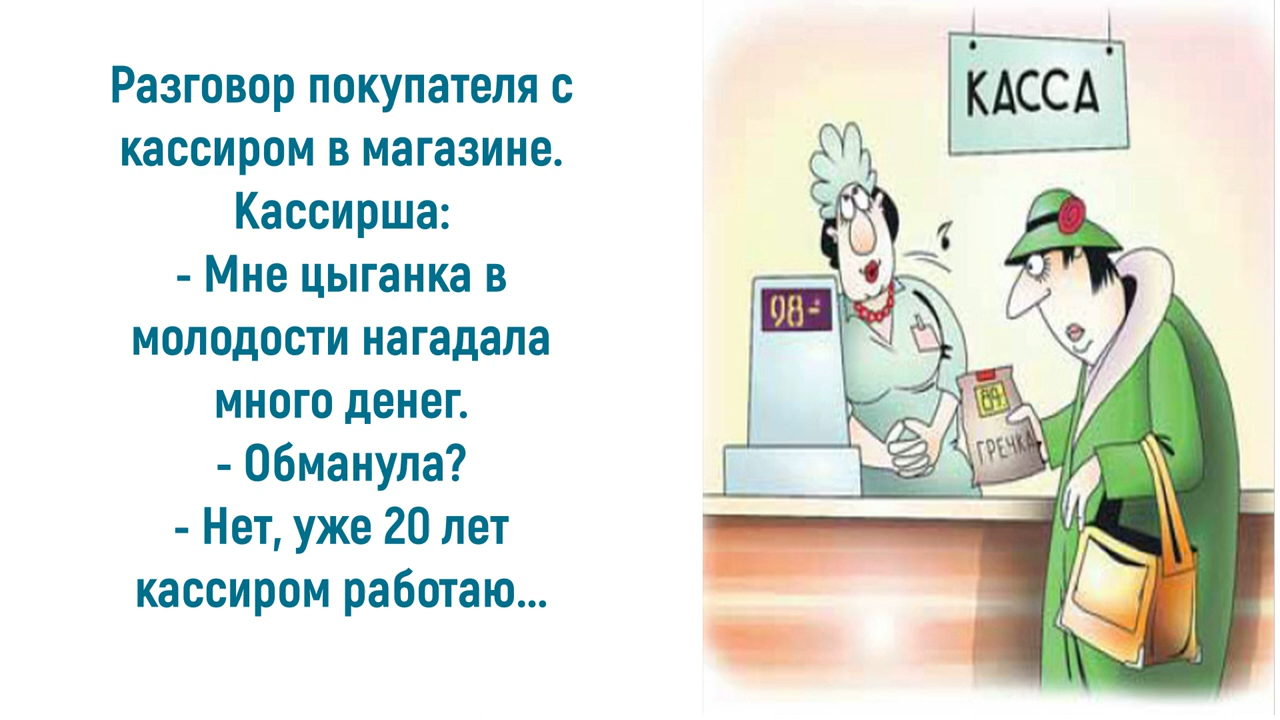 Разговор покупателя с
кассиром в магазине.
Кассирша:
- Мне цыганка в
молодости нагадала
много денег.
- Обманула?
- Нет, уже 20 лет
кассиром работаю...
КАССА
98-
89.
ГРЕЧКА